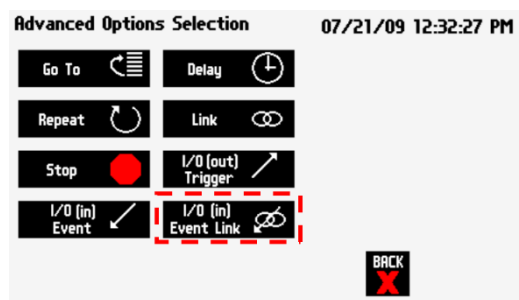 Advanced Options Selection 07/21/09 12:32:27 PM
Go To
Delay
Repeat
Link
Stop
I/O (out)
Trigger
I/O (in)
Event
I/O (in)
Event Link
BACK
X